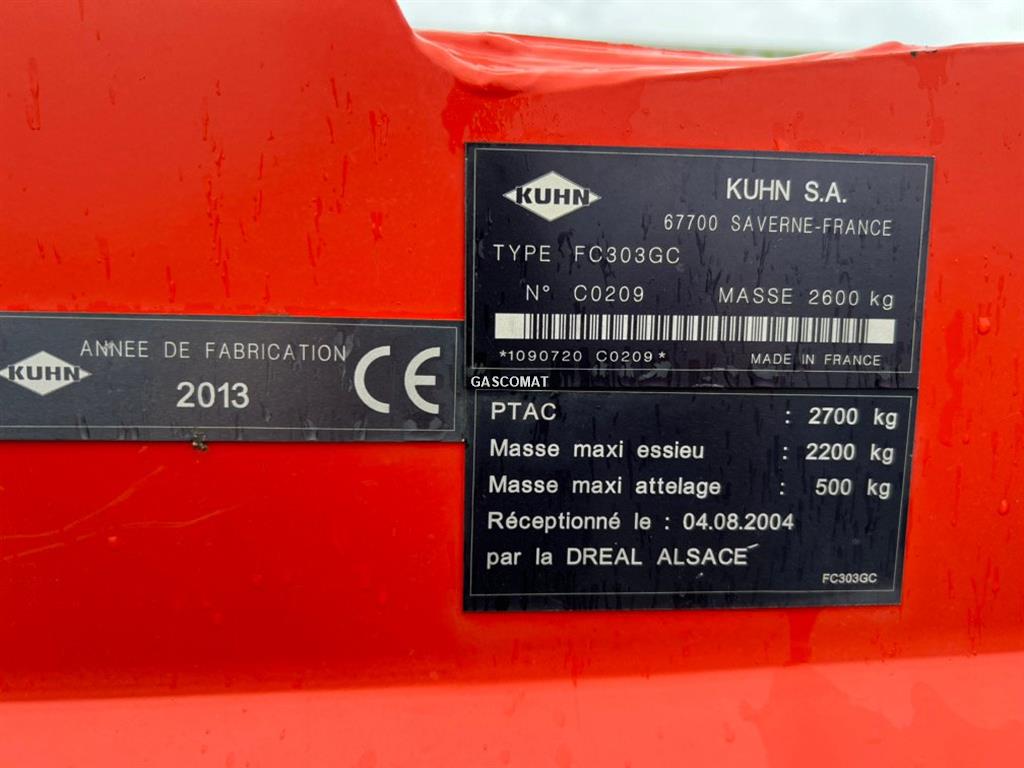 KUHN
KUHN S.A.
67700 SAVERNE-FRANCE
TYPE FC303GC
N° C0209 MASSE 2600 kg
*1090720 C0209* MADE IN FRANCE
KUHN
ANNEE DE FABRICATION
2013
CE
GASCOMAT
PTAC : 2700 kg
Masse maxi essieu : 2200 kg
Masse maxi attelage : 500 kg
Réceptionné le : 04.08.2004
par la DREAL ALSACE
FC303GC